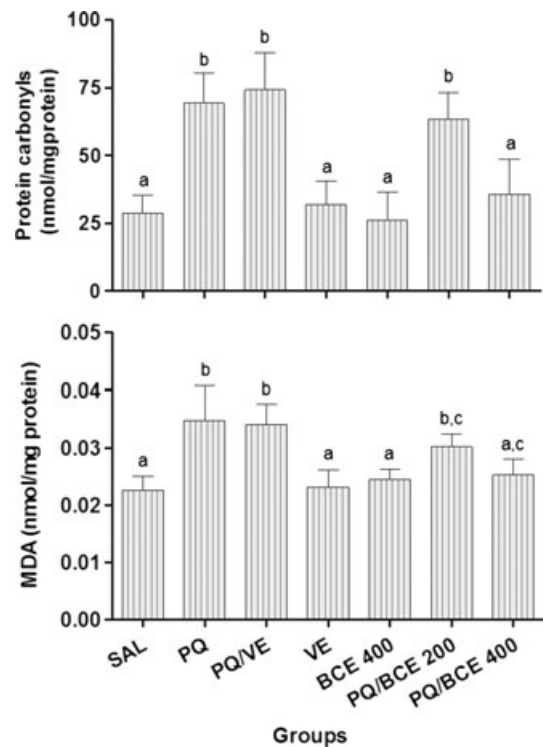 Protein carbonyls
(nmol/mgprotein)
100
75
50
25
0
a
b
b
a
a
b
a
MDA (nmol/mg protein)
0.05
0.04
0.03
0.02
0.01
0.00
a
b
b
a
a
b,c
a,c
SAL
PQ
PQ/VE
VE
BCE 400
PQ/BCE 200
PQ/BCE 400
Groups